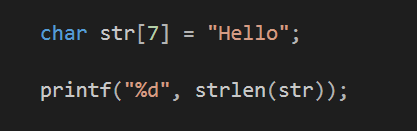 char str[7] = "Hello";
printf("%d", strlen(str));